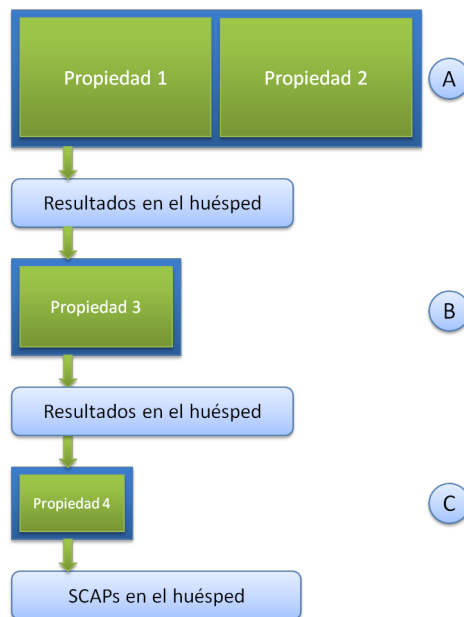 Propiedad 1
Propiedad 2
A
Resultados en el huésped
Propiedad 3
B
Resultados en el huésped
Propiedad 4
C
SCAPs en el huésped